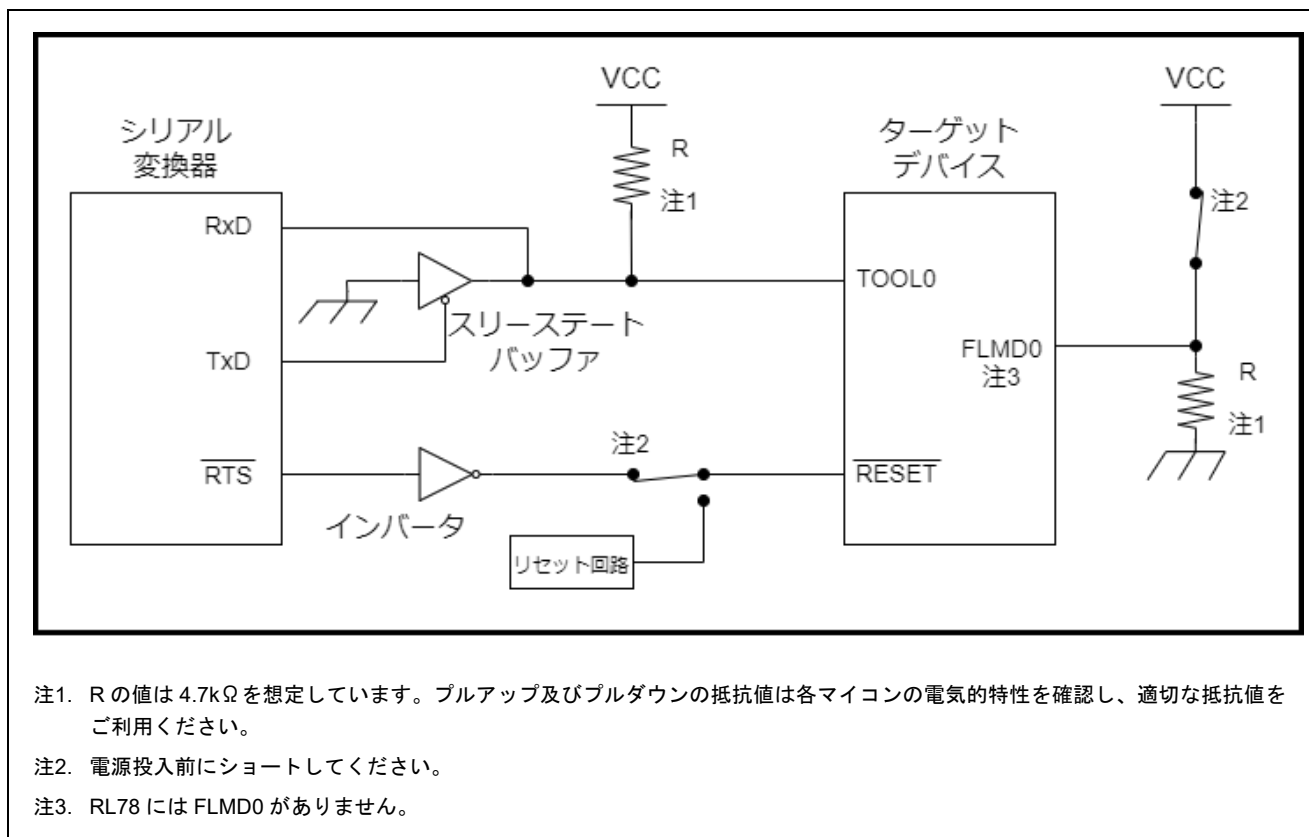 VCC
VCC
シリアル
変換器
ターゲット
デバイス
R
注1
注2
RxD
TOOL0
スリーステート
バッファ
TxD
FLMD0
注3
R
注1
注2
RTS
RESET
インバータ
リセット回路
注1. R の値は 4.7kΩを想定しています。プルアップ及びプルダウンの抵抗値は各マイコンの電気的特性を確認し、適切な抵抗値を
ご利用ください。
注2. 電源投入前にショートしてください。
注3. RL78 には FLMD0 がありません。